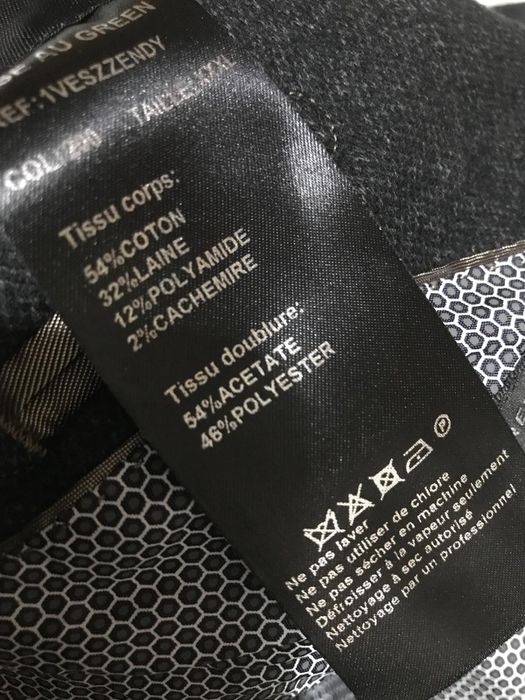 AU GREEN
REF:1VESZZENDY
COL: TAILLE:
Tissu corps:
54%COTON
32%LAINE
12%POLYAMIDE
2%CACHEMIRE
Tissu doublure:
54%ACETATE
46%POLYESTER
P
Ne pas laver
Ne pas utiliser de chlore
Ne pas sécher en machine
Défroisser à la vapeur seulement
Nettoyage à sec autorisé
Nettoyage par un professionnel